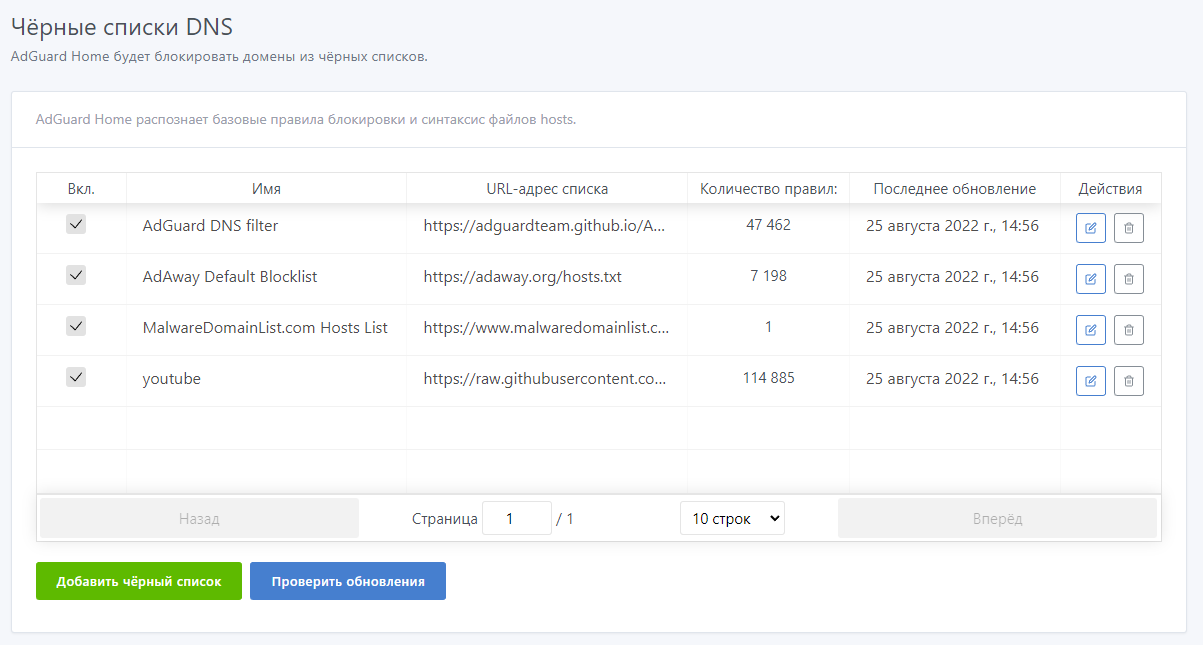 Чёрные списки DNS
AdGuard Home будет блокировать домены из чёрных списков.
AdGuard Home распознает базовые правила блокировки и синтаксис файлов hosts.
Вкл. Имя URL-адрес списка Количество правил: Последнее обновление Действия
AdGuard DNS filter https://adguardteam.github.io/A... 47 462 25 августа 2022 г., 14:56
AdAway Default Blocklist https://adaway.org/hosts.txt 7 198 25 августа 2022 г., 14:56
MalwareDomainList.com Hosts List https://www.malwaredomainlist.c... 1 25 августа 2022 г., 14:56
youtube https://raw.githubusercontent.co... 114 885 25 августа 2022 г., 14:56
Назад Страница 1 / 1 10 строк Вперёд
Добавить чёрный список Проверить обновления